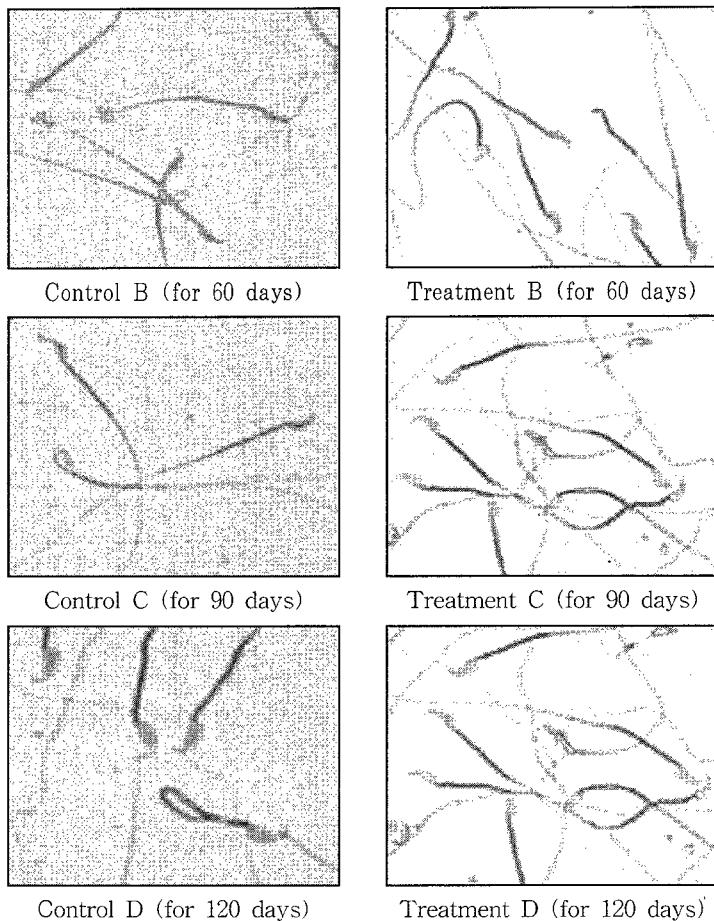 Control B (for 60 days)
Treatment B (for 60 days)
Control C (for 90 days)
Treatment C (for 90 days)
Control D (for 120 days)
Treatment D (for 120 days)